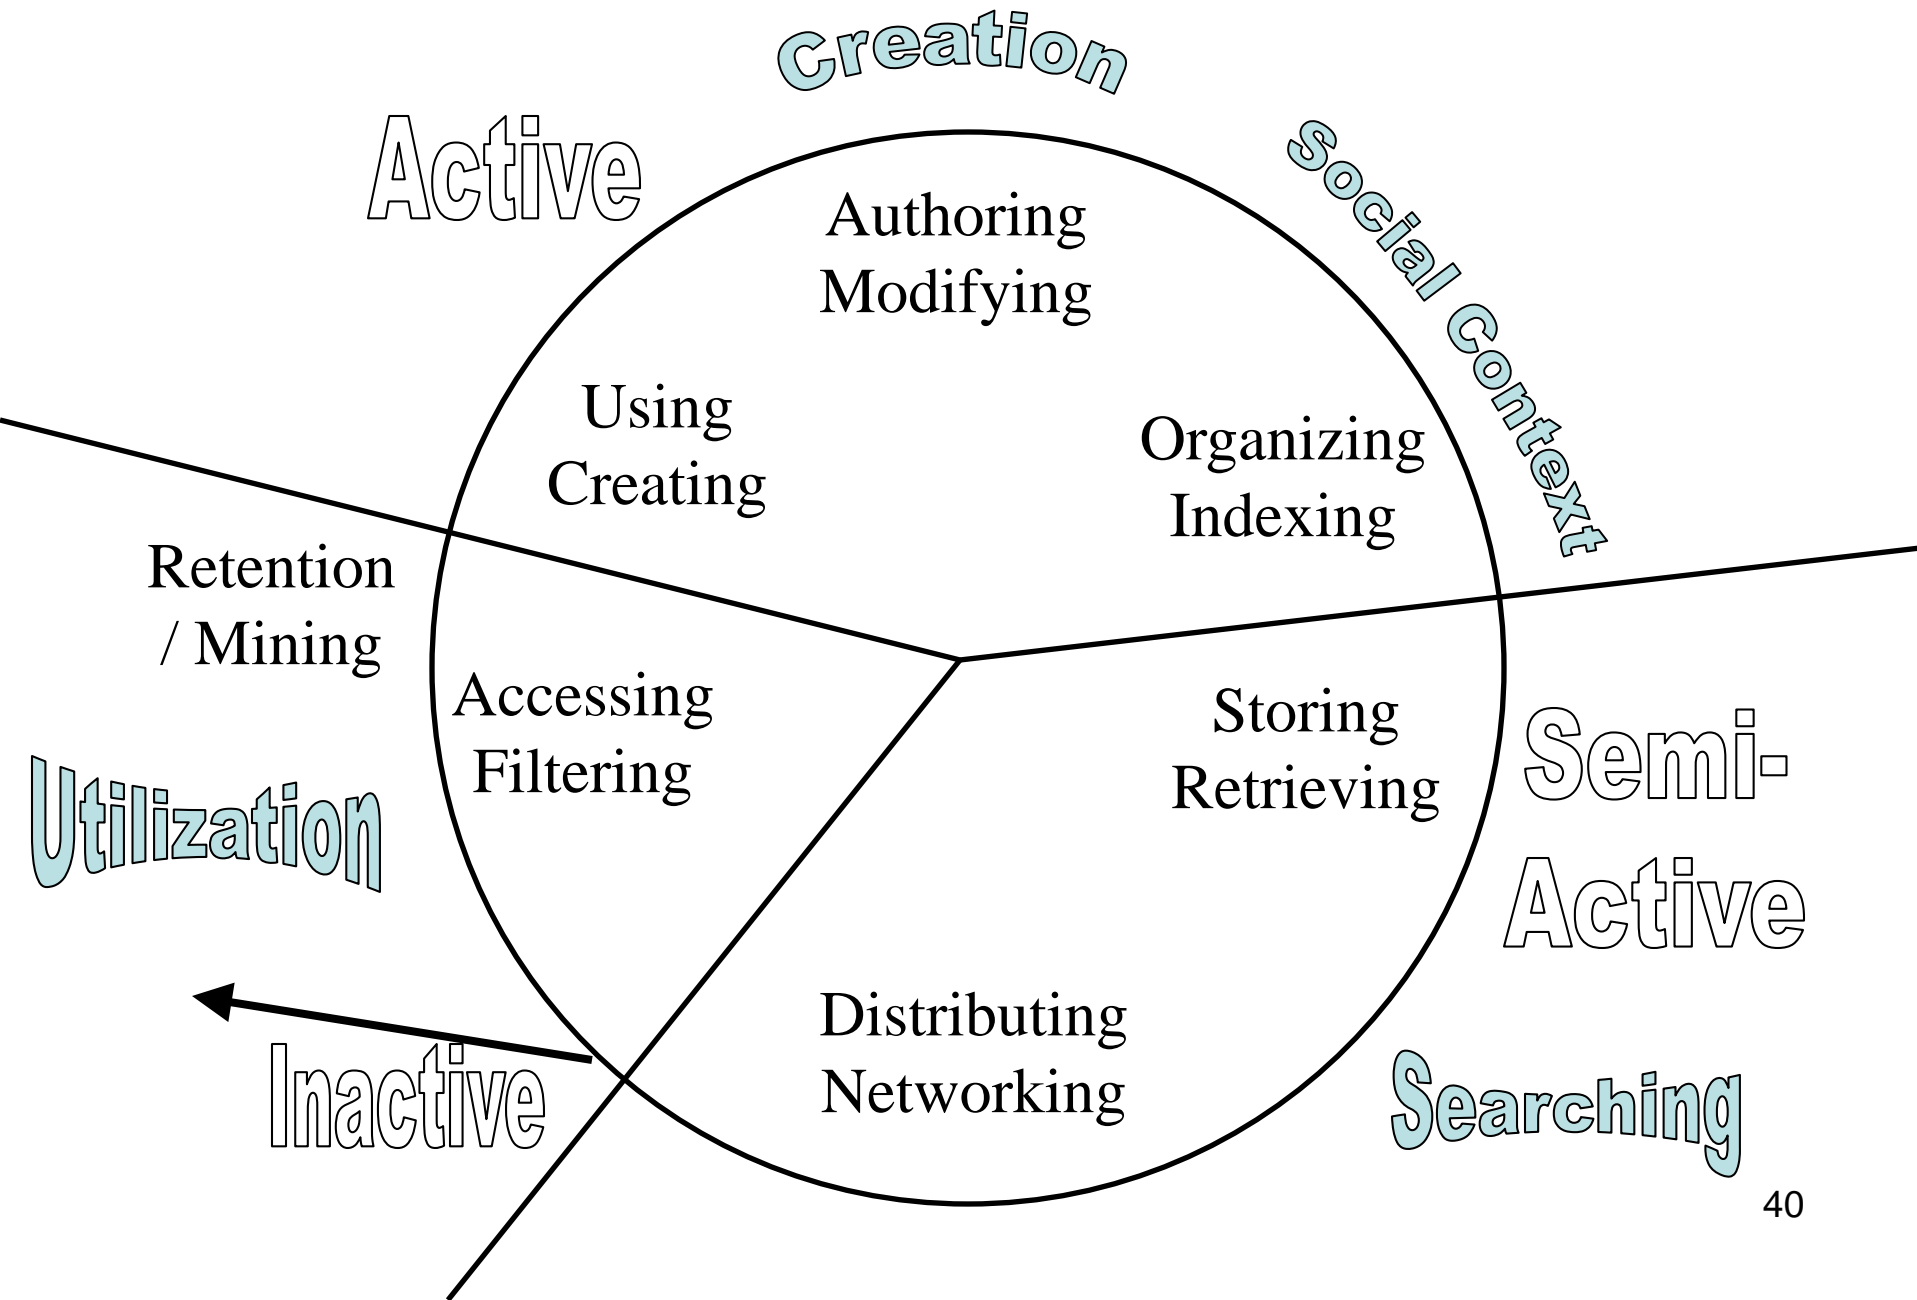 Creation
Active
Social Context
Authoring
Modifying
Using
Creating
Organizing
Indexing
Retention
/ Mining
Accessing
Filtering
Storing
Retrieving
Semi-
Active
Utilization
Distributing
Networking
Inactive
Searching
40